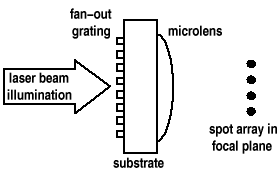 fan-out
grating
microlens
laser beam
illumination
spot array in
focal plane
substrate